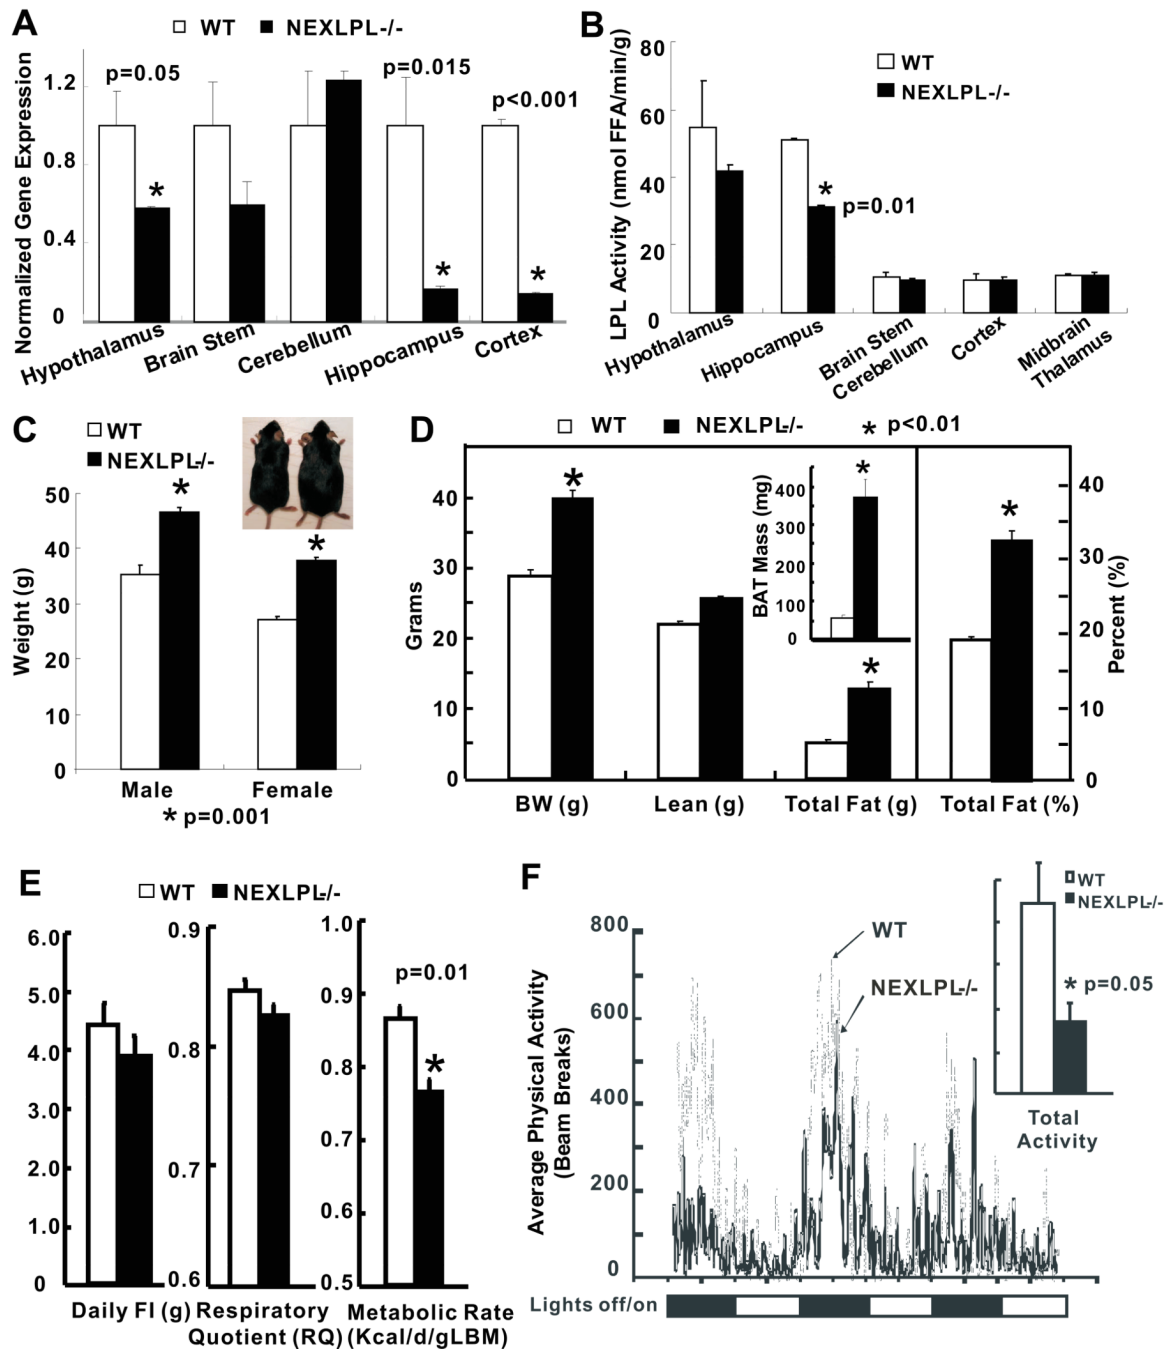 A
WT NEXLPL-/-
Normalized Gene Expression
1.2
0.8
0.4
0
p=0.05
p=0.015
p<0.001
*
*
*
Hypothalamus
Brain Stem
Cerebellum
Hippocampus
Cortex
B
WT
NEXLPL-/-
LPL Activity (nmol FFA/min/g)
80
60
40
20
0
*
p=0.01
Hypothalamus
Hippocampus
Brain Stem
Cerebellum
Cortex
Midbrain
Thalamus
C
WT
NEXLPL-/-
Weight (g)
50
40
30
20
10
0
*
*
Male
Female
* p=0.001
D
WT NEXLPL-/- * p<0.01
Grams
40
30
20
10
0
*
*
BAT Mass (mg)
400
300
200
100
0
*
*
Percent (%)
40
30
20
10
0
BW (g)
Lean (g)
Total Fat (g)
Total Fat (%)
E
WT NEXLPL-/-
6.0
5.0
4.0
3.0
2.0
1.0
0
Daily FI (g)
0.9
0.8
0.7
0.6
Respiratory
Quotient (RQ)
1.0
0.9
0.8
0.7
0.6
0.5
p=0.01
*
Metabolic Rate
(Kcal/d/gLBM)
F
Average Physical Activity
(Beam Breaks)
800
600
400
200
0
WT
NEXLPL-/-
WT
NEXLPL-/-
* p=0.05
Total
Activity
Lights off/on